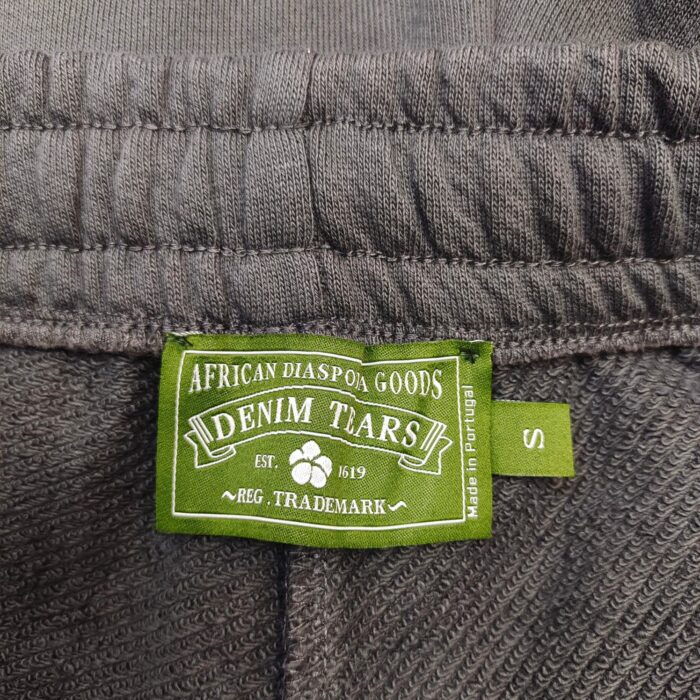 AFRICAN DIASPORA GOODS
DENIM TEARS
EST. 1619
~REG. TRADEMARK~
Made in Portugal
S